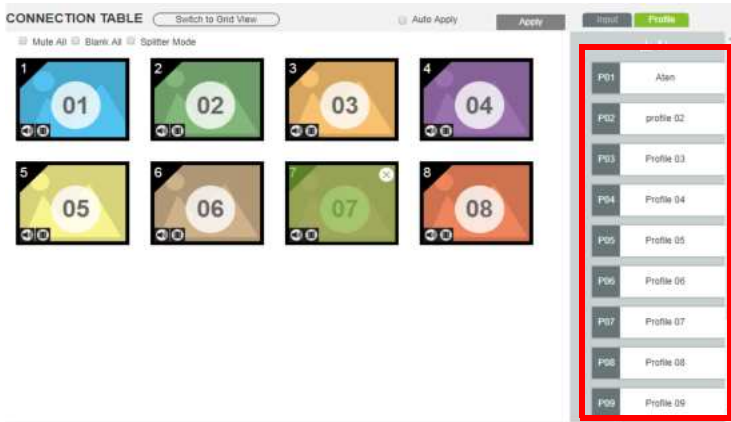 CONNECTION TABLE Switch to Grid View Auto Apply Apply Input Profile
Mute All Blank All Splitter Mode
1 2 3 4
01 02 03 04
5 6 7 8
05 06 07 08
P01 Aten
P02 profile 02
P03 Profile 03
P04 Profile 04
P05 Profile 05
P06 Profile 06
P07 Profile 07
P08 Profile 08
P09 Profile 09